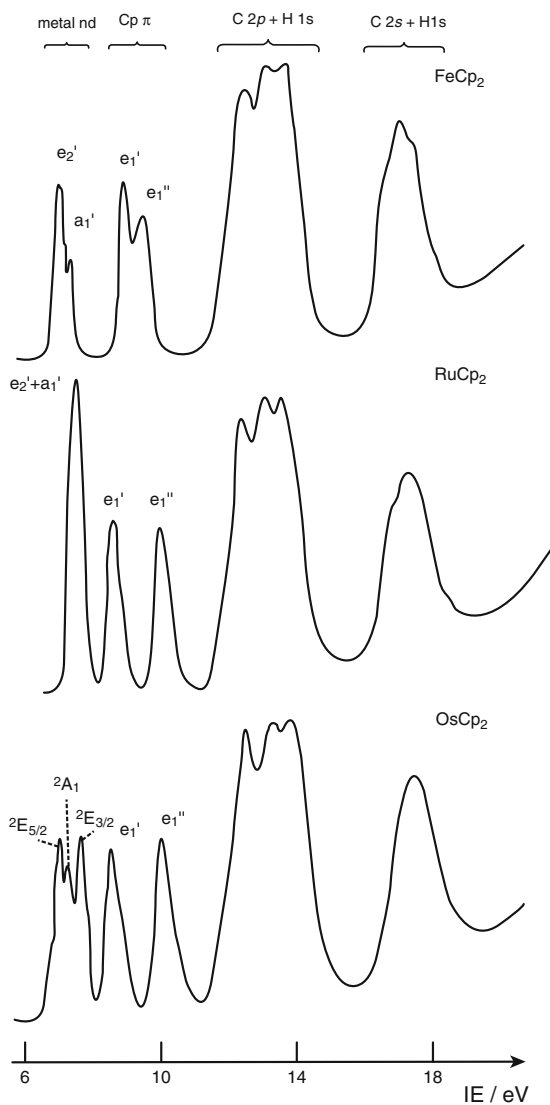 metal nd Cp π C 2p + H 1s C 2s + H1s
FeCp₂
e₂'
a₁'
e₁'
e₁''
RuCp₂
e₂'+a₁'
e₁'
e₁''
OsCp₂
²A₁
²E₅/₂
²E₃/₂
e₁'
e₁''
6 10 14 18
IE / eV